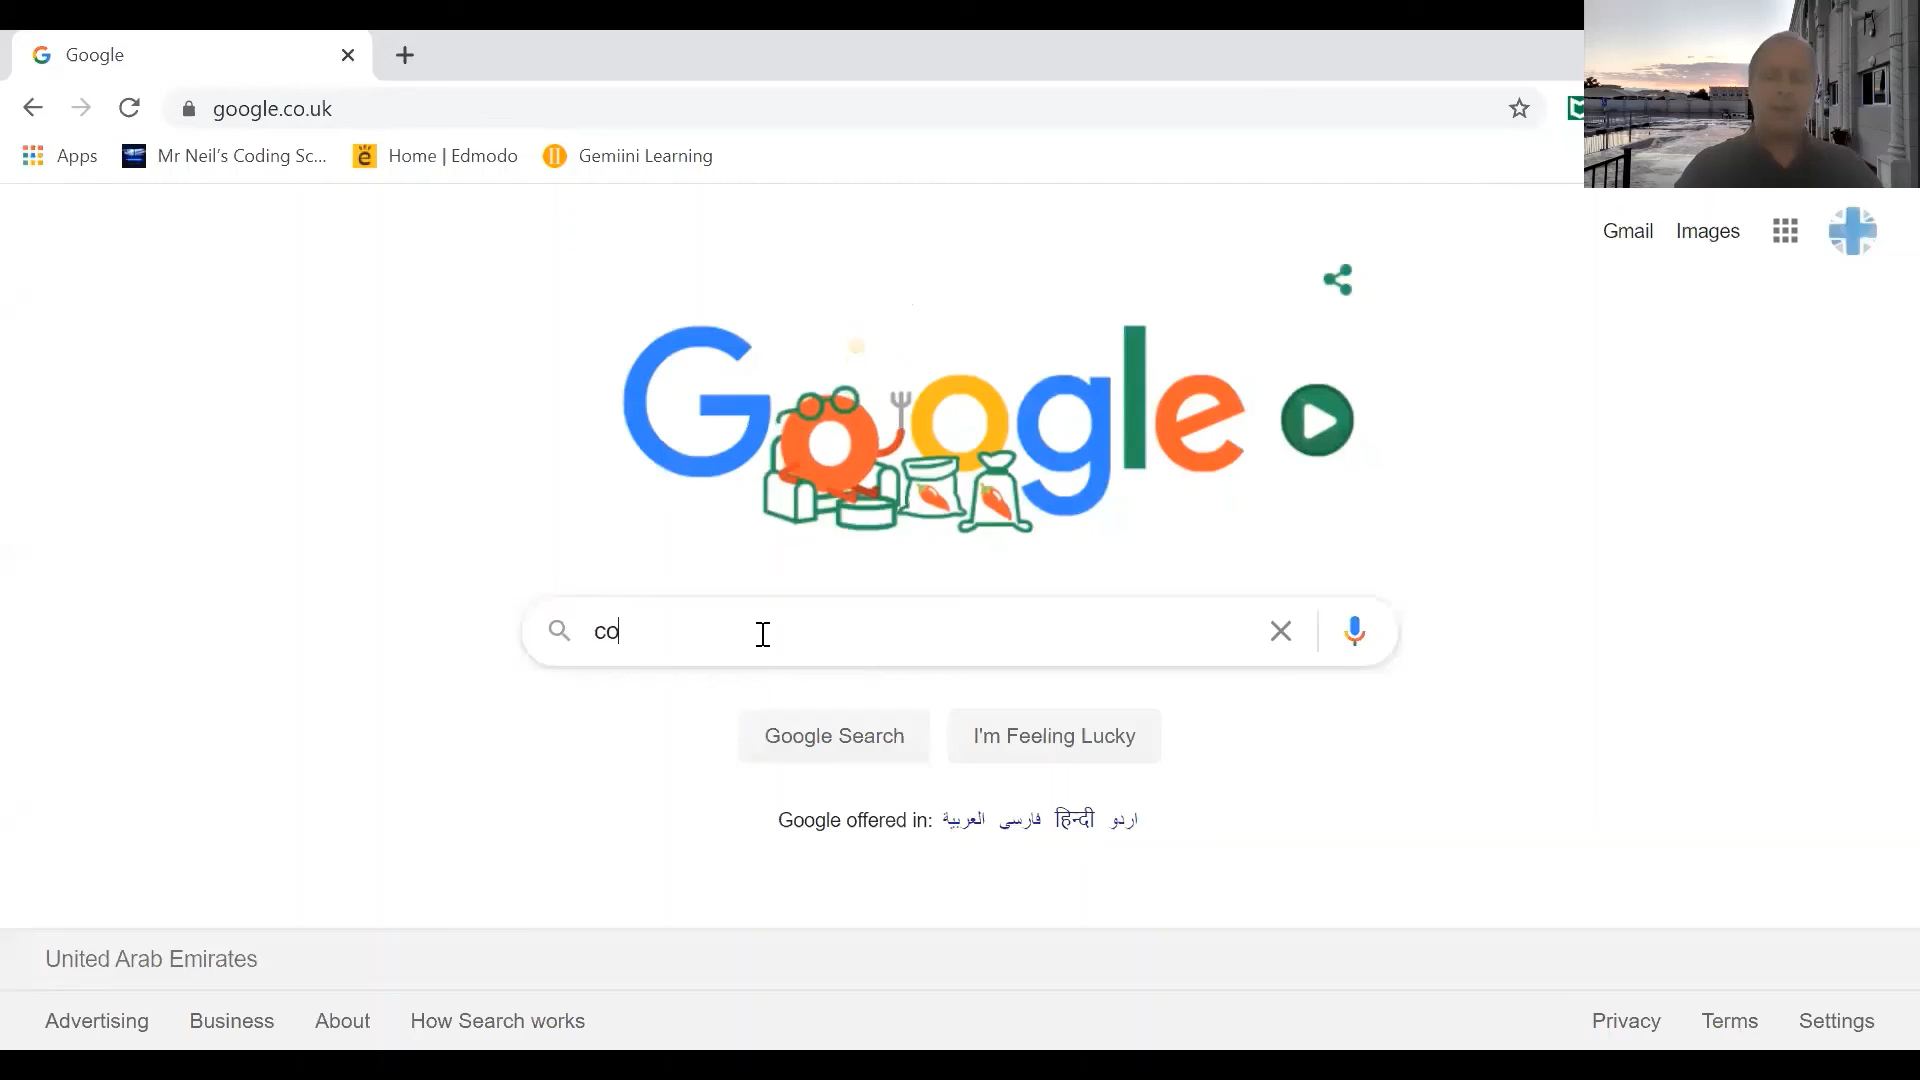 Google
google.co.uk
Apps
Mr Neil's Coding Sc...
Home | Edmodo
Gemiini Learning
Gmail
Images
Google
co
Google Search
I'm Feeling Lucky
Google offered in: العربية فارسی हिन्दी اردو
United Arab Emirates
Advertising
Business
About
How Search works
Privacy
Terms
Settings